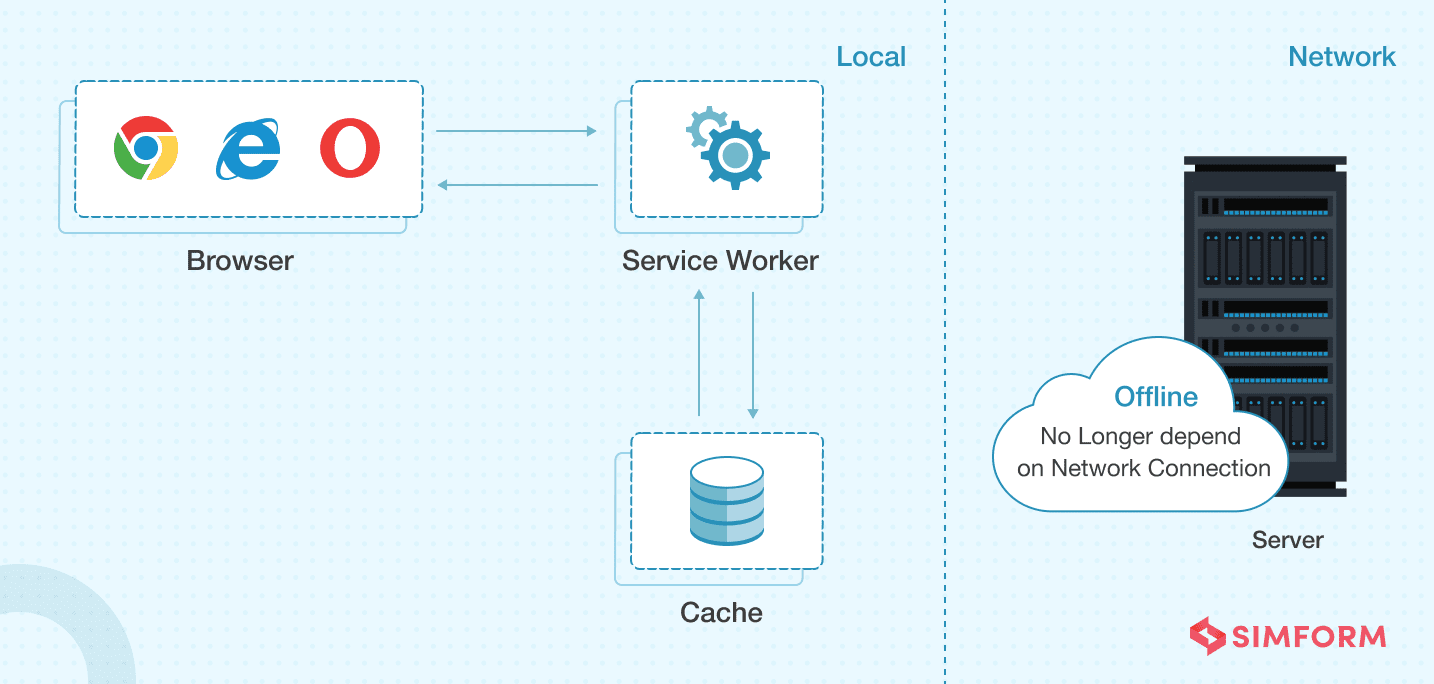 Local
Network
Browser
Service Worker
Offline
No Longer depend
on Network Connection
Server
Cache
SIMFORM